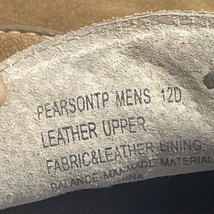 PEARSONTP MENS 12D
LEATHER UPPER
FABRIC&LEATHER LINING
BALANCE MANMADE MATERIAL